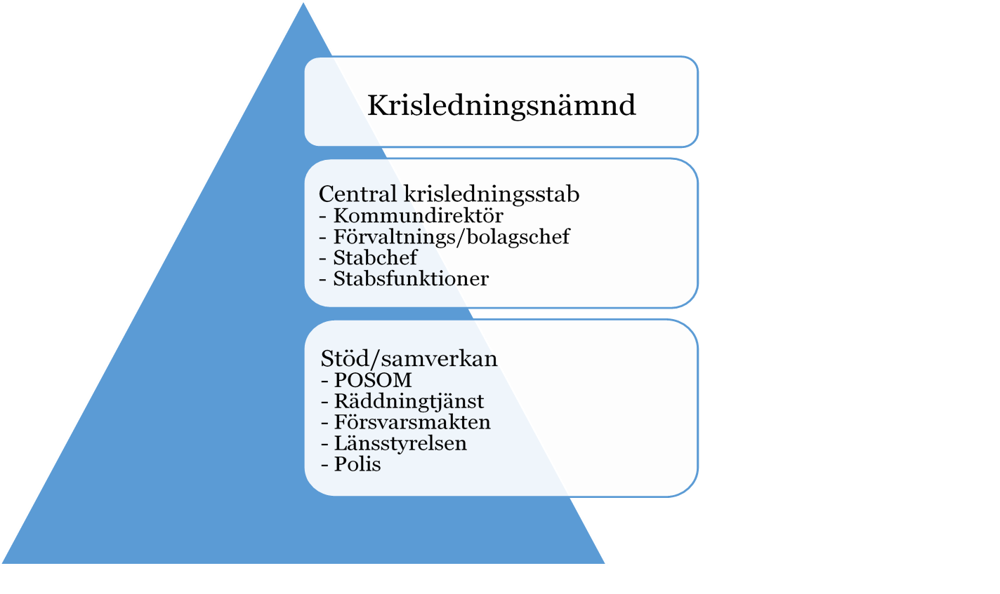 Krisledningsnämnd
Central krisledningsstab
- Kommundirektör
- Förvaltnings/bolagschef
- Stabchef
- Stabsfunktioner
Stöd/samverkan
- POSOM
- Räddningtjänst
- Försvarsmakten
- Länsstyrelsen
- Polis